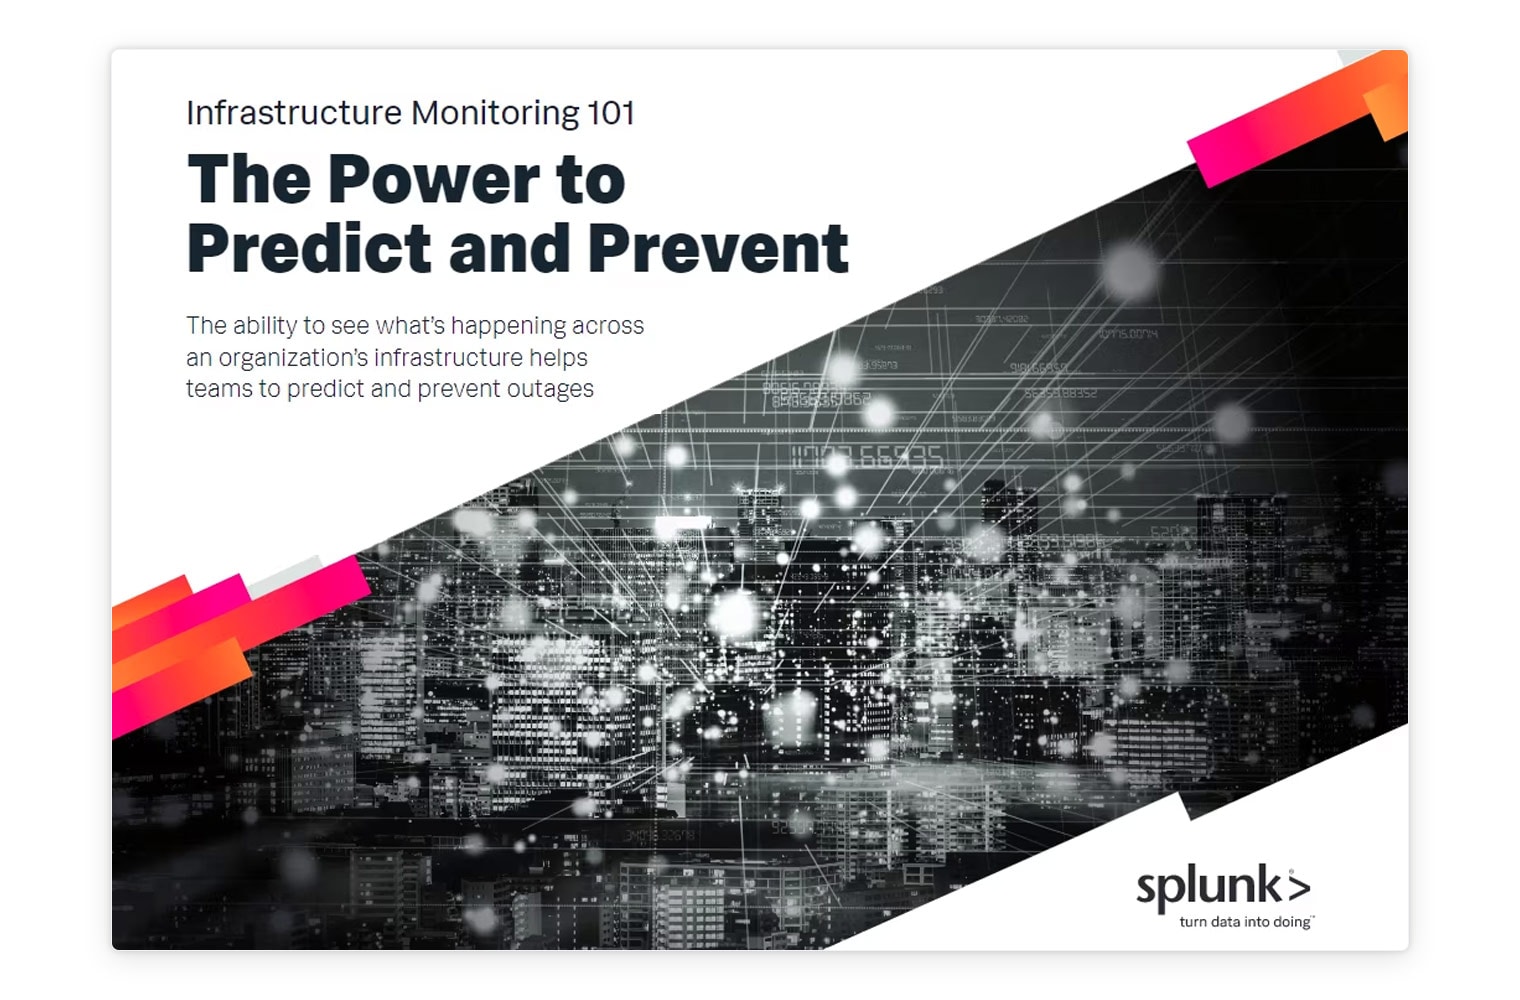 Infrastructure Monitoring 101
The Power to
Predict and Prevent
The ability to see what's happening across
an organization's infrastructure helps
teams to predict and prevent outages
splunk>
turn data into doing™